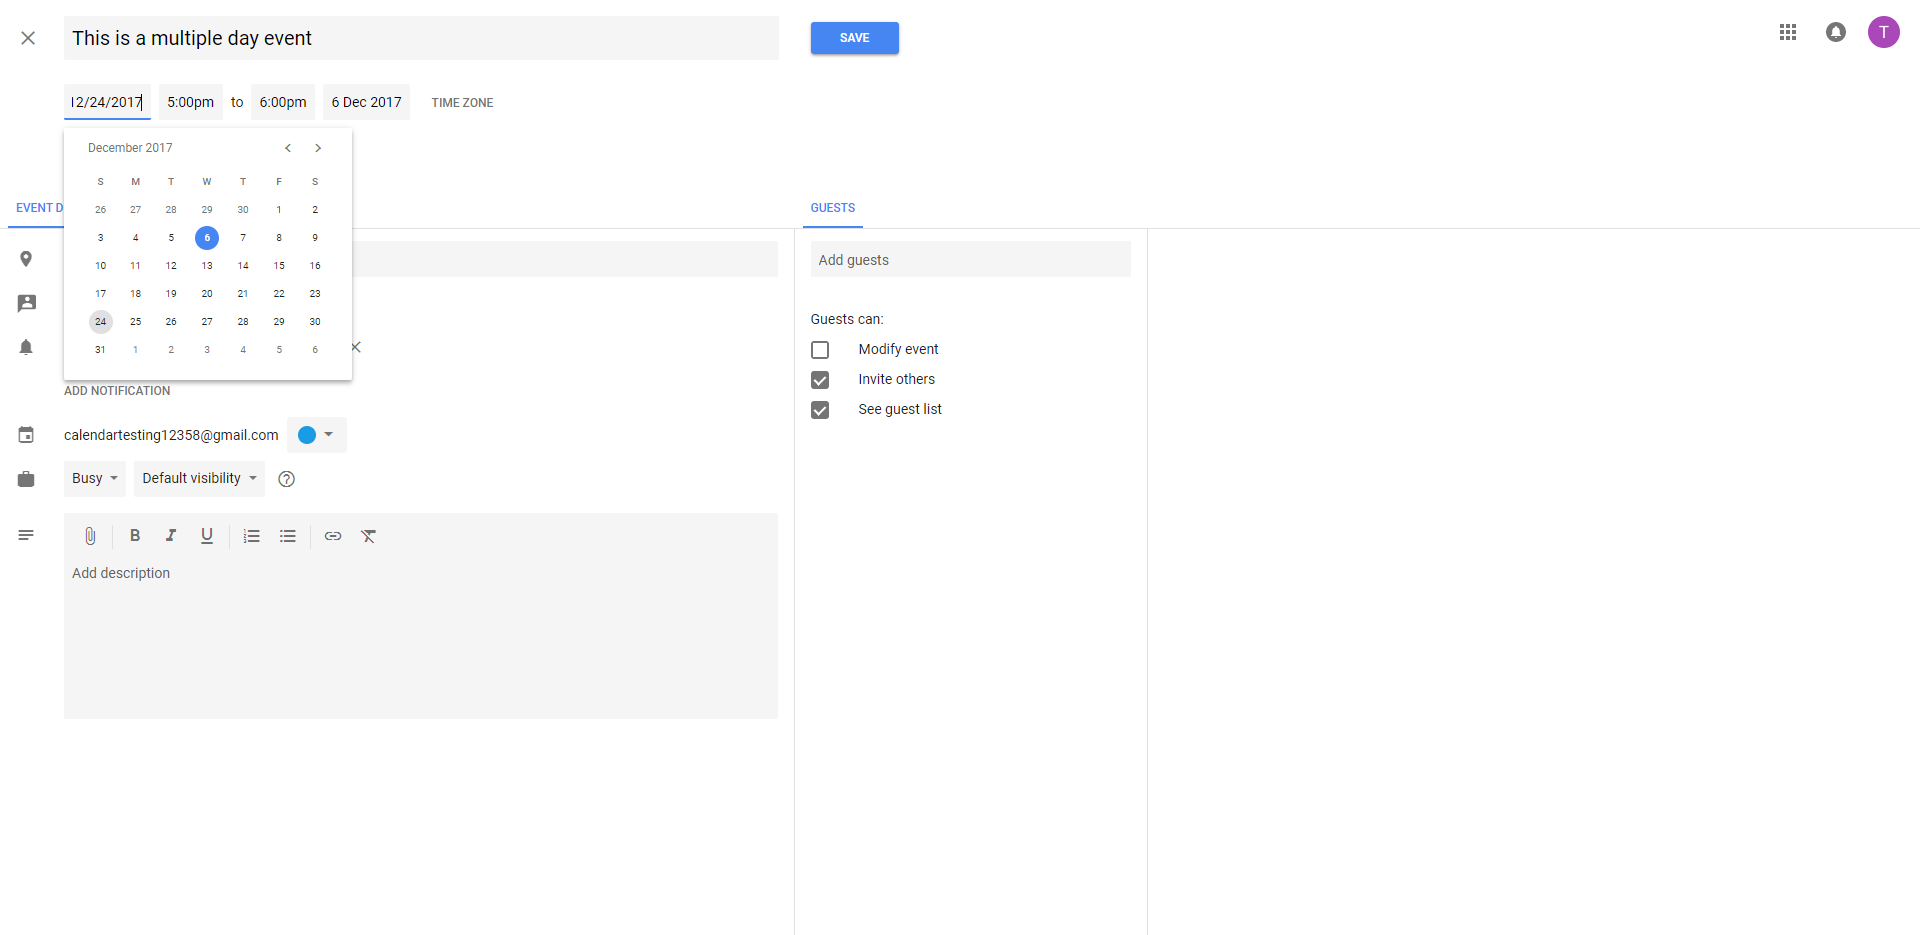 This is a multiple day event
SAVE
T
12/24/2017 5:00pm to 6:00pm 6 Dec 2017 TIME ZONE
December 2017
S M T W T F S
26 27 28 29 30 1 2
3 4 5 6 7 8 9
10 11 12 13 14 15 16
17 18 19 20 21 22 23
24 25 26 27 28 29 30
31 1 2 3 4 5 6
EVENT D
GUESTS
Add guests
Guests can:
Modify event
Invite others
See guest list
ADD NOTIFICATION
calendartesting12358@gmail.com
Busy Default visibility
B I U
Add description